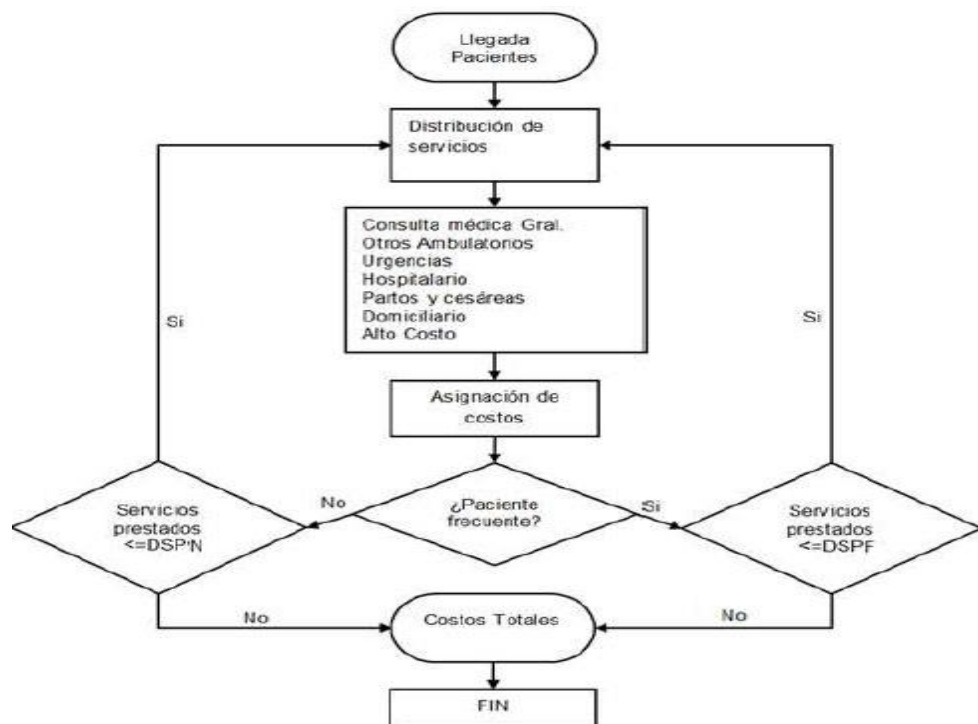 Llegada
Pacientes
Distribución de
servicios
Consulta médica Gral.
Otros Ambulatorios
Urgencias
Hospitalario
Partos y cesáreas
Domiciliario
Alto Costo
Si
Si
Asignación de
costos
Servicios
prestados
<=DSP'N
No
¿Paciente
frecuente?
Si
Servicios
prestados
<=DSPF
No
Costos Totales
No
FIN